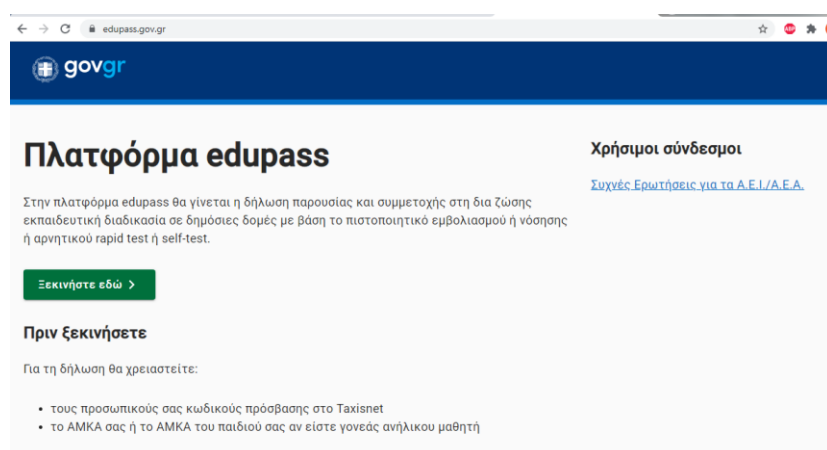 edupass.gov.gr
ABP
govgr
Πλατφόρμα edupass
Στην πλατφόρμα edupass θα γίνεται η δήλωση παρουσίας και συμμετοχής στη δια ζώσης
εκπαιδευτική διαδικασία σε δημόσιες δομές με βάση το πιστοποιητικό εμβολιασμού ή νόσησης
ή αρνητικού rapid test ή self-test.
Ξεκινήστε εδώ >
Πριν ξεκινήσετε
Για τη δήλωση θα χρειαστείτε:
• τους προσωπικούς σας κωδικούς πρόσβασης στο Taxisnet
• το ΑΜΚΑ σας ή το ΑΜΚΑ του παιδιού σας αν είστε γονεάς ανήλικου μαθητή
Χρήσιμοι σύνδεσμοι
Συχνές Ερωτήσεις για τα Α.Ε.Ι./Α.Ε.Α.